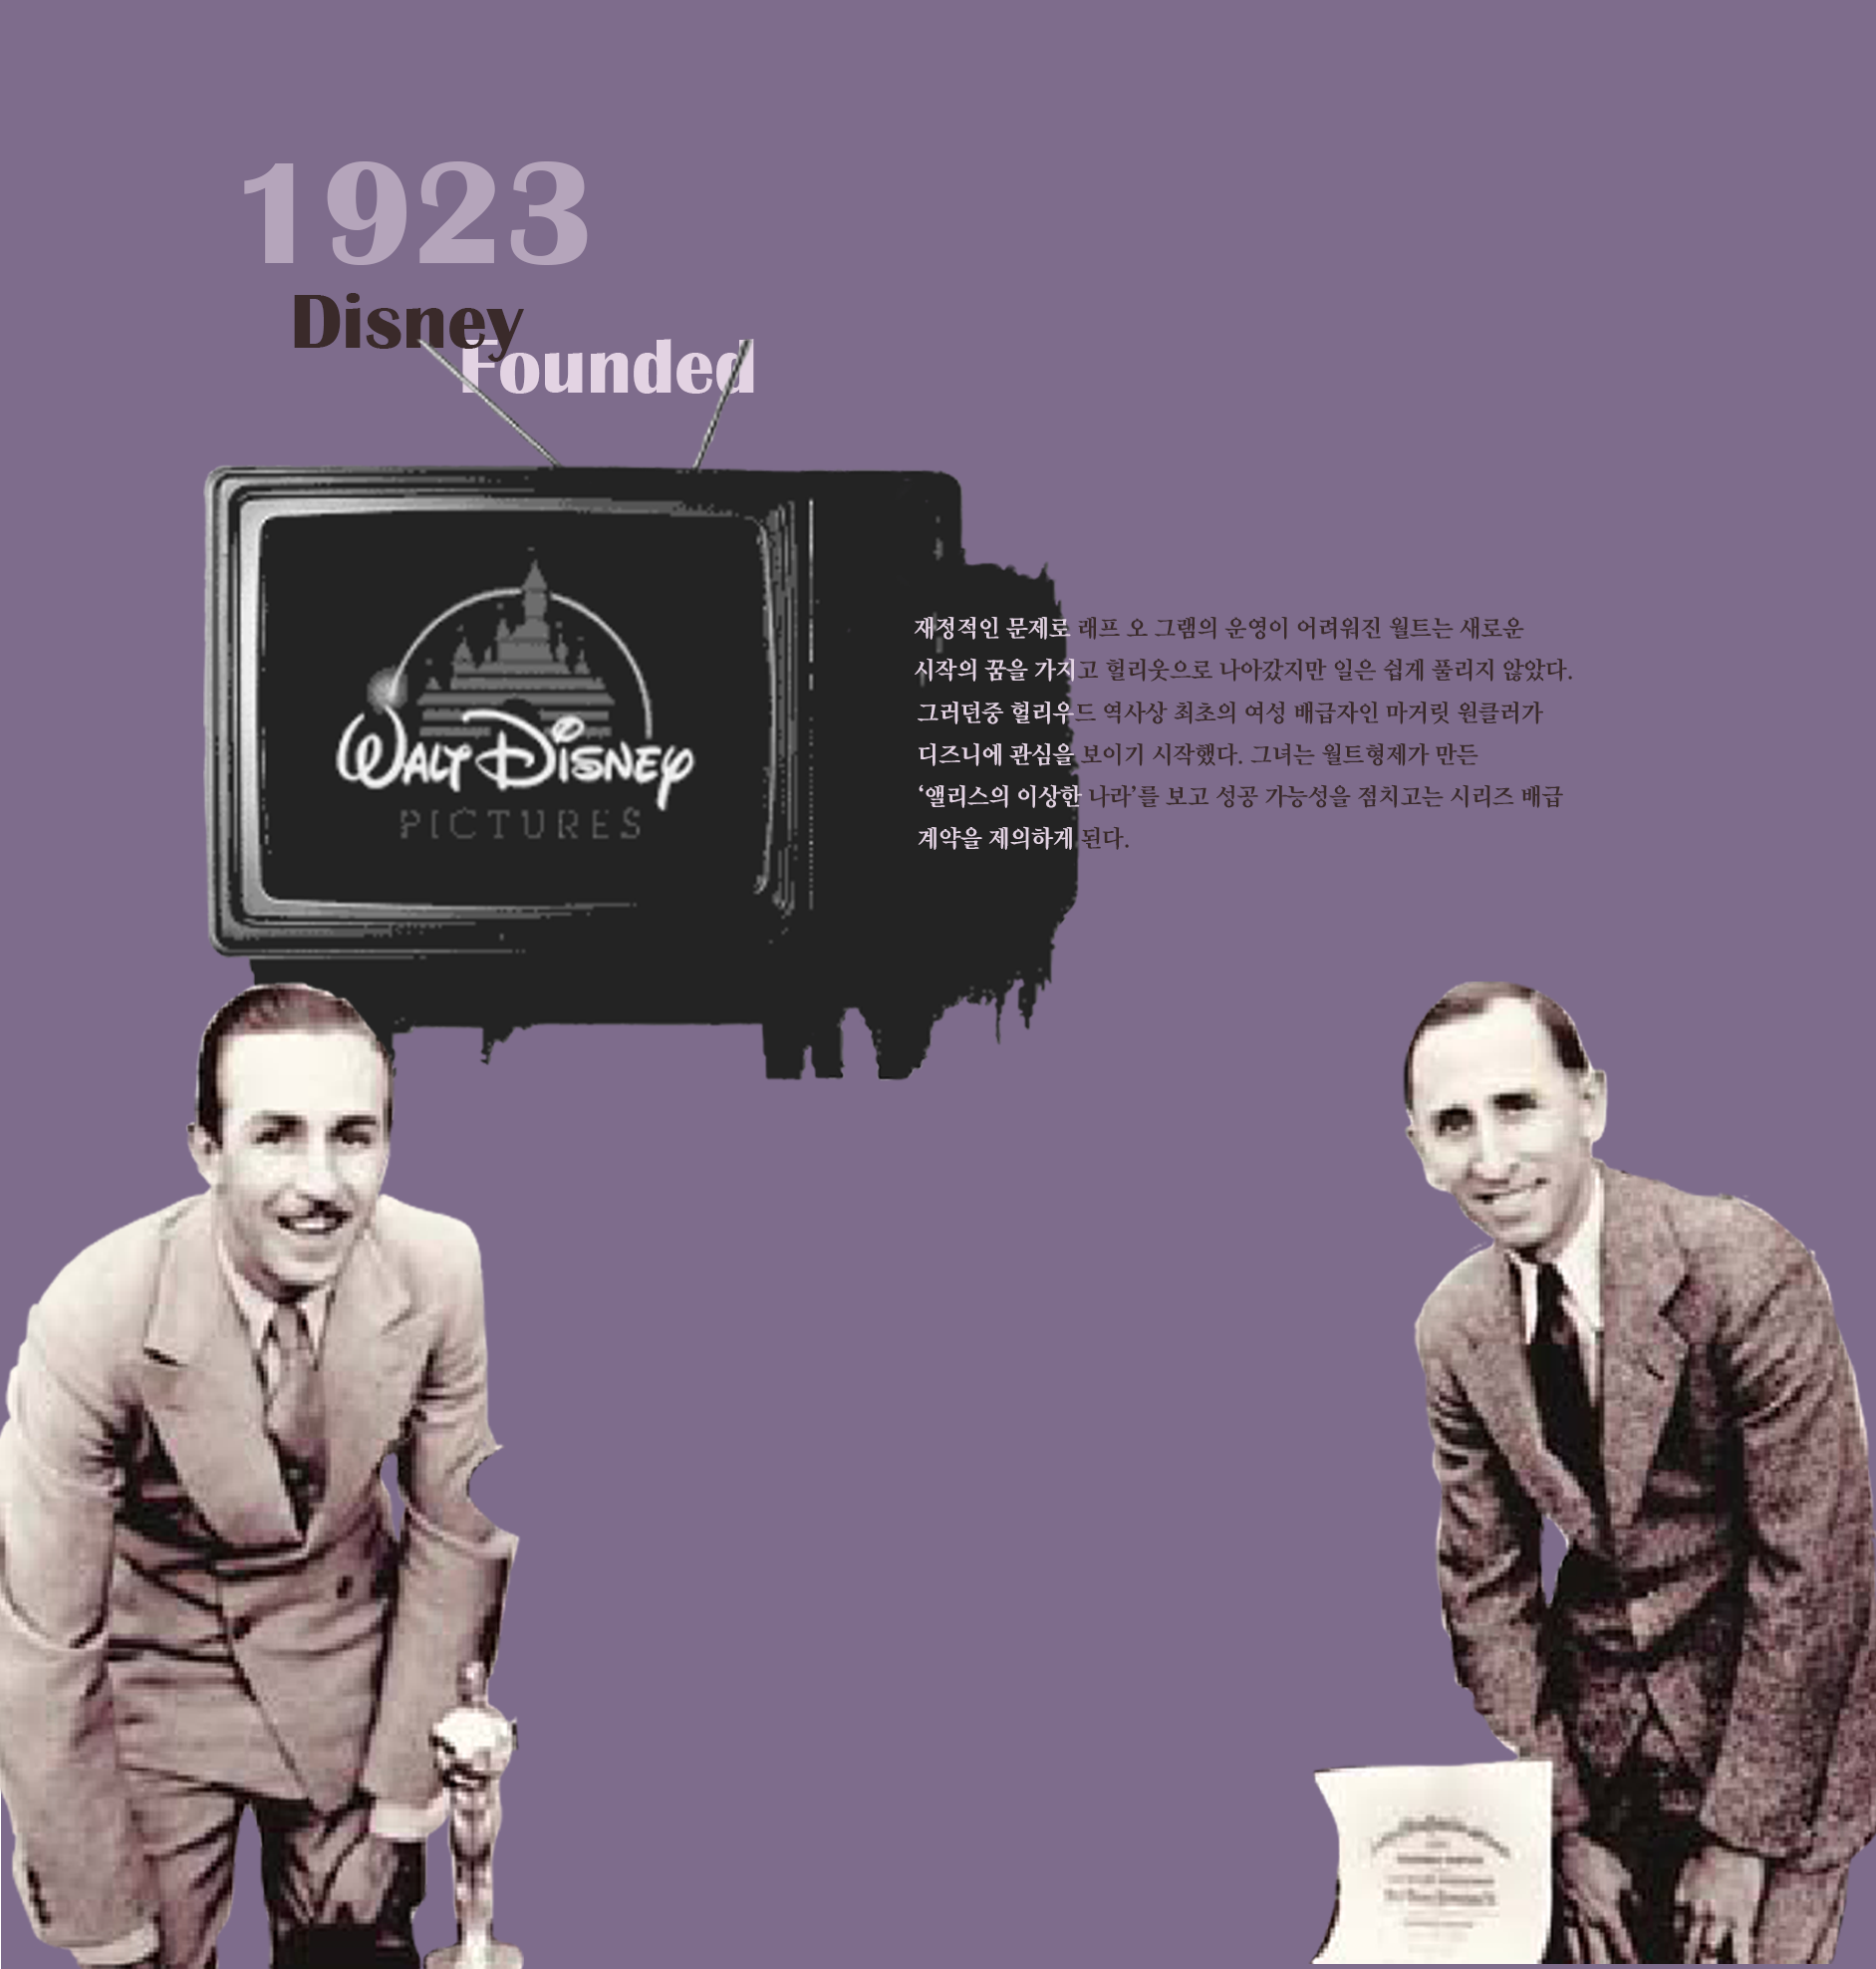 1923
Disney
Founded
WALT DISNEY
PICTURES
재정적인 문제로 래프 오 그램의 운영이 어려워진 월트는 새로운
시작의 꿈을 가지고 헐리웃으로 나아갔지만 일은 쉽게 풀리지 않았다.
그러던중 헐리우드 역사상 최초의 여성 배급자인 마거릿 윈클러가
디즈니에 관심을 보이기 시작했다. 그녀는 월트형제가 만든
‘앨리스의 이상한 나라’를 보고 성공 가능성을 점치고는 시리즈 배급
계약을 제의하게 된다.